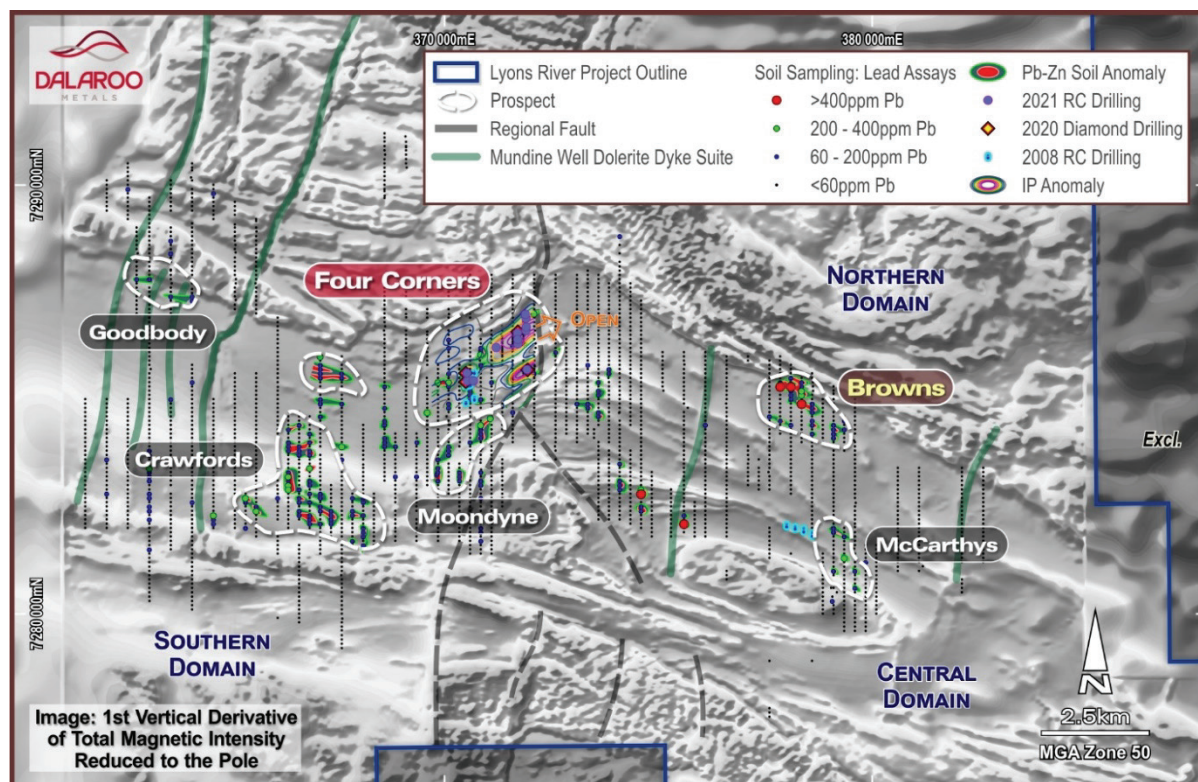 DALAROO
METALS
370 000mE
380 000mE
Lyons River Project Outline
Prospect
Regional Fault
Mundine Well Dolerite Dyke Suite
Soil Sampling: Lead Assays
>400ppm Pb
200 - 400ppm Pb
60 - 200ppm Pb
<60ppm Pb
Pb-Zn Soil Anomaly
2021 RC Drilling
2020 Diamond Drilling
2008 RC Drilling
IP Anomaly
7290 000mN
NORTHERN
DOMAIN
Four Corners
OPEN
Goodbody
Browns
Excl.
Crawfords
Moondyne
McCarthys
7280 000mN
SOUTHERN
DOMAIN
CENTRAL
DOMAIN
N
2.5km
MGA Zone 50
Image: 1st Vertical Derivative
of Total Magnetic Intensity
Reduced to the Pole